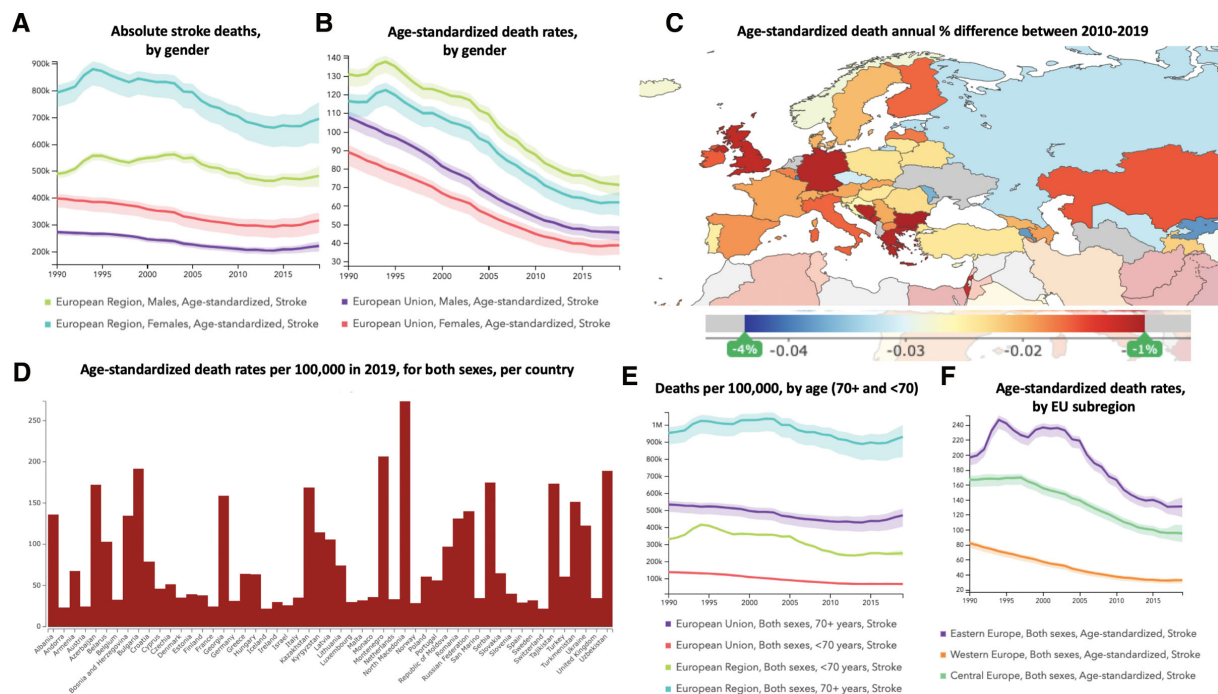 A
Absolute stroke deaths,
by gender
900k
800k
700k
600k
500k
400k
300k
200k
1990
1995
2000
2005
2010
2015
B
Age-standardized death rates,
by gender
140
130
120
110
100
90
80
70
60
50
40
30
1990
1995
2000
2005
2010
2015
European Region, Males, Age-standardized, Stroke
European Region, Females, Age-standardized, Stroke
European Union, Males, Age-standardized, Stroke
European Union, Females, Age-standardized, Stroke
C
Age-standardized death annual % difference between 2010-2019
-4%
-0.04
-0.03
-0.02
-1%
D
Age-standardized death rates per 100,000 in 2019, for both sexes, per country
250
200
150
100
50
0
Albania
Andorra
Armenia
Austria
Azerbaijan
Belarus
Belgium
Bosnia and Herzegovina
Bulgaria
Croatia
Cyprus
Czechia
Denmark
Estonia
Finland
France
Georgia
Germany
Greece
Hungary
Iceland
Ireland
Israel
Italy
Kazakhstan
Kyrgyzstan
Latvia
Lithuania
Luxembourg
Malta
Monaco
Montenegro
North Macedonia
Norway
Poland
Portugal
Republic of Moldova
Romania
Russian Federation
San Marino
Serbia
Slovakia
Slovenia
Spain
Sweden
Switzerland
Tajikistan
Turkey
Turkmenistan
Ukraine
United Kingdom
Uzbekistan
E
Deaths per 100,000, by age (70+ and <70)
1M
900k
800k
700k
600k
500k
400k
300k
200k
100k
1990
1995
2000
2005
2010
2015
European Union, Both sexes, 70+ years, Stroke
European Union, Both sexes, <70 years, Stroke
European Region, Both sexes, <70 years, Stroke
European Region, Both sexes, 70+ years, Stroke
F
Age-standardized death rates,
by EU subregion
240
220
200
180
160
140
120
100
80
60
40
20
1990
1995
2000
2005
2010
2015
Eastern Europe, Both sexes, Age-standardized, Stroke
Western Europe, Both sexes, Age-standardized, Stroke
Central Europe, Both sexes, Age-standardized, Stroke